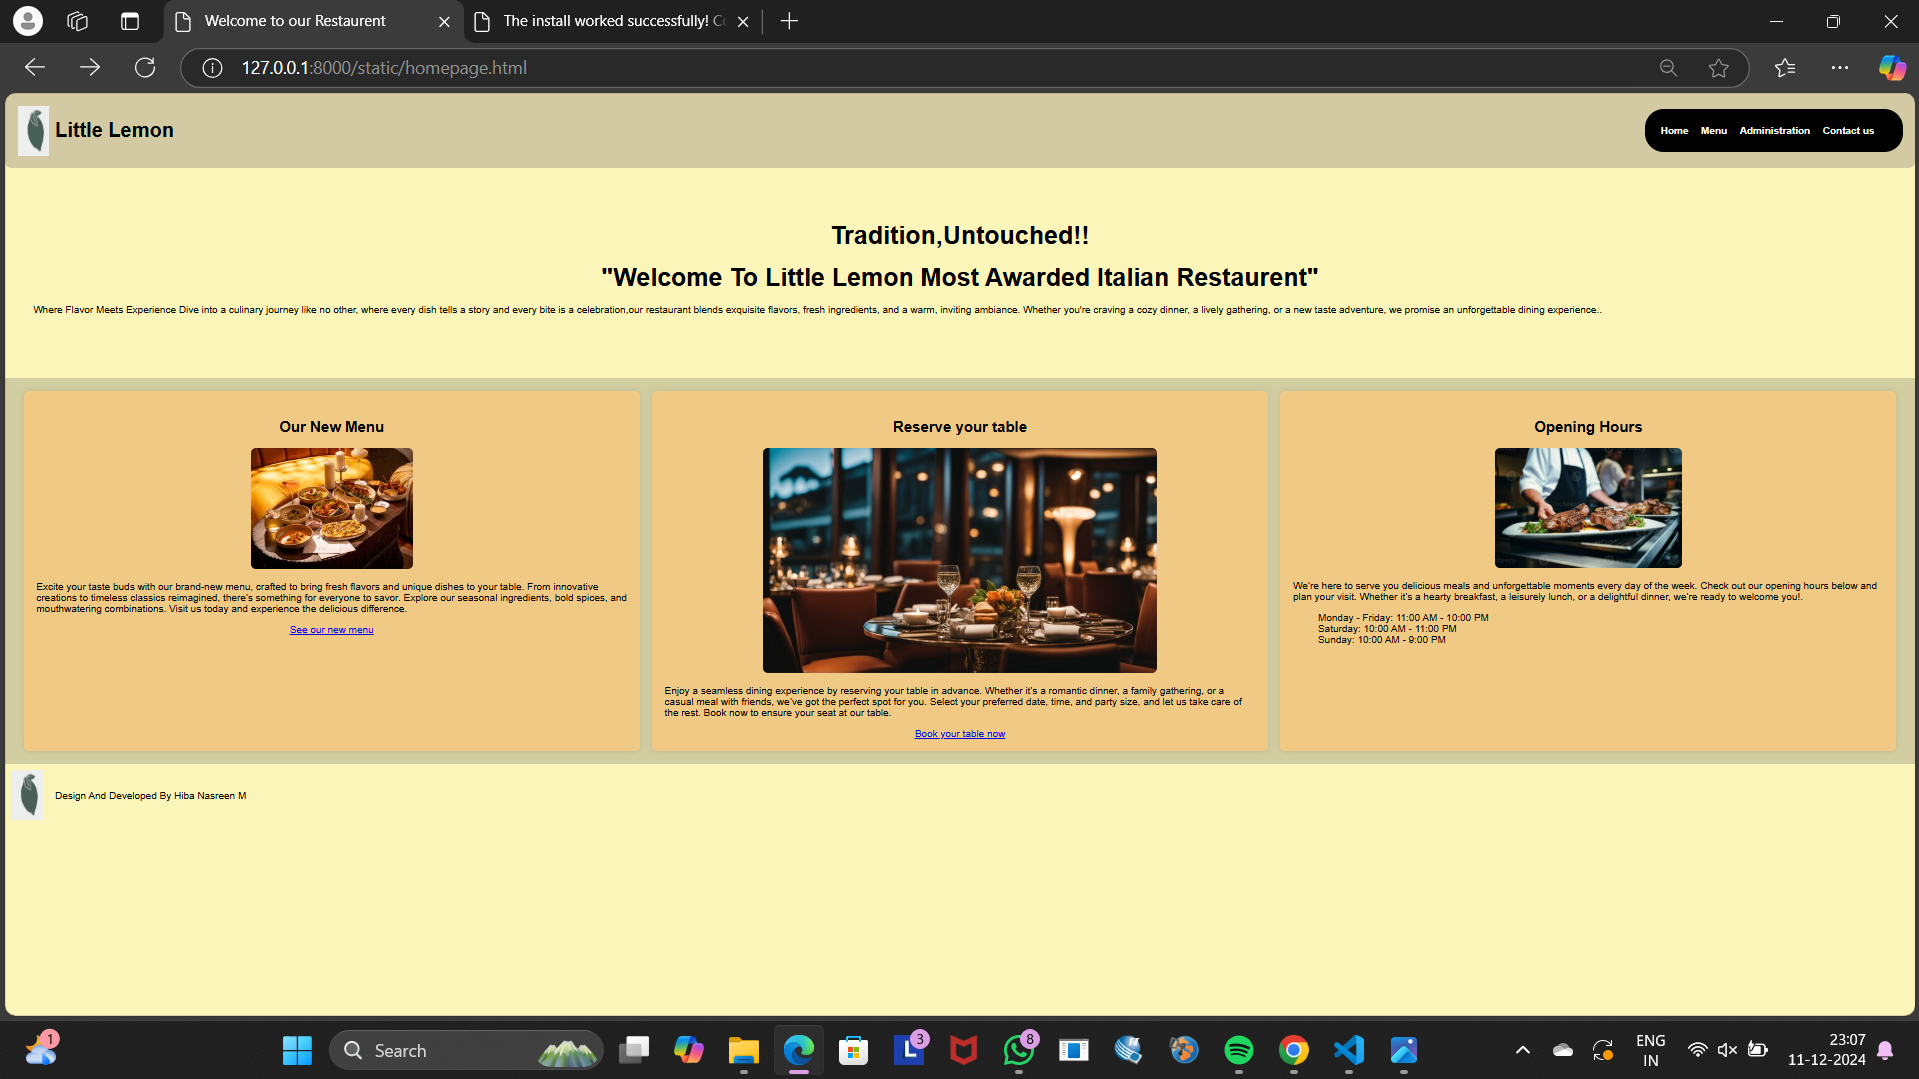 Welcome to our Restaurent
The install worked successfully! Co
127.0.0.1:8000/static/homepage.html
Little Lemon
Home Menu Administration Contact us
Tradition,Untouched!!
"Welcome To Little Lemon Most Awarded Italian Restaurent"
Where Flavor Meets Experience Dive into a culinary journey like no other, where every dish tells a story and every bite is a celebration,our restaurant blends exquisite flavors, fresh ingredients, and a warm, inviting ambiance. Whether you're craving a cozy dinner, a lively gathering, or a new taste adventure, we promise an unforgettable dining experience..
Our New Menu
Excite your taste buds with our brand-new menu, crafted to bring fresh flavors and unique dishes to your table. From innovative
creations to timeless classics reimagined, there's something for everyone to savor. Explore our seasonal ingredients, bold spices, and
mouthwatering combinations. Visit us today and experience the delicious difference.
See our new menu
Reserve your table
Enjoy a seamless dining experience by reserving your table in advance. Whether it's a romantic dinner, a family gathering, or a
casual meal with friends, we've got the perfect spot for you. Select your preferred date, time, and party size, and let us take care of
the rest. Book now to ensure your seat at our table.
Book your table now
Opening Hours
We're here to serve you delicious meals and unforgettable moments every day of the week. Check out our opening hours below and
plan your visit. Whether it's a hearty breakfast, a leisurely lunch, or a delightful dinner, we're ready to welcome you!.
Monday - Friday: 11:00 AM - 10:00 PM
Saturday: 10:00 AM - 11:00 PM
Sunday: 10:00 AM - 9:00 PM
Design And Developed By Hiba Nasreen M
1
Search
L
3
8
ENG
IN
23:07
11-12-2024